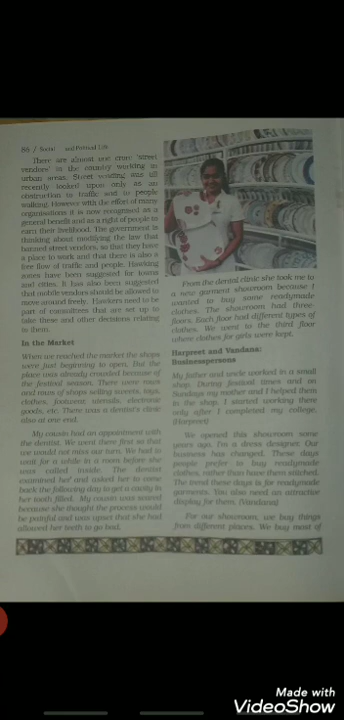 86 / Social and Political Life
There are almost one crore 'street
vendors' in the country working in
urban areas. Street vending was till
recently looked upon only as an
obstruction to traffic and to people
walking. However with the effort of many
organisations it is now recognised as a
general benefit and as a right of people to
earn their livelihood. The government is
thinking about modifying the law that
banned street vendors, so that they have
a place to work and that there is also a
free flow of traffic and people. Hawking
zones have been suggested for towns
and cities. It has also been suggested
that mobile vendors should be allowed to
move around freely. Hawkers need to be
part of committees that are set up to
take these and other decisions relating
to them.
In the Market
When we reached the market the shops
were just beginning to open. But the
place was already crowded because of
the festival season. There were rows
and rows of shops selling sweets, toys,
clothes, footwear, utensils, electronic
goods, etc. There was a dentist's clinic
also at one end.
My cousin had an appointment with
the dentist. We went there first so that
we would not miss our turn. We had to
wait for a while in a room before she
was called inside. The dentist
examined her and asked her to come
back the following day to get a cavity in
her tooth filled. My cousin was scared
because she thought the process would
be painful and was upset that she had
allowed her teeth to go bad.
From the dental clinic she took me to
a new garment showroom because I
wanted to buy some readymade
clothes. The showroom had three
floors. Each floor had different types of
clothes. We went to the third floor
where clothes for girls were kept.
Harpreet and Vandana:
Businesspersons
My father and uncle worked in a small
shop. During festival times and on
Sundays my mother and I helped them
in the shop. I started working there
only after I completed my college.
(Harpreet)
We opened this showroom some
years ago. I'm a dress designer. Our
business has changed. These days
people prefer to buy readymade
clothes, rather than have them stitched.
The trend these days is for readymade
garments. You also need an attractive
display for them. (Vandana)
For our showroom, we buy things
from different places. We buy most of
Made with
VideoShow